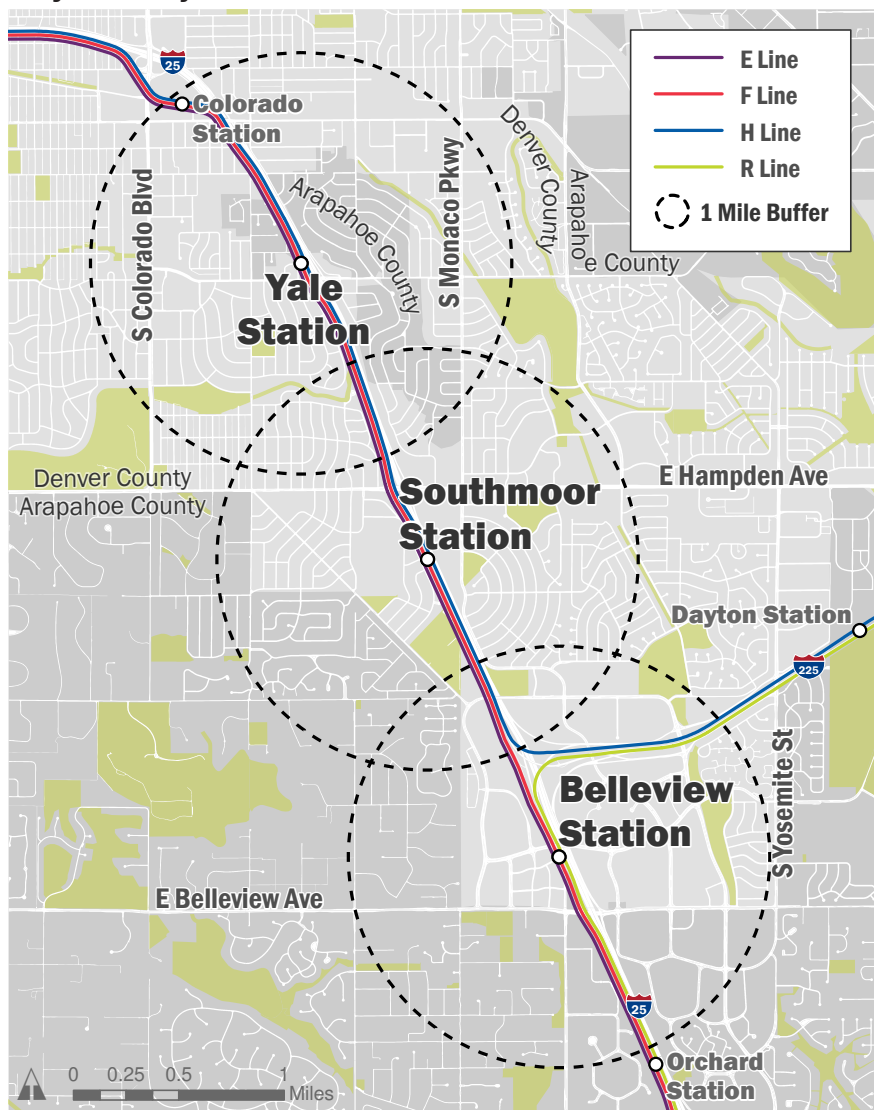 25
Colorado
Station
E Line
F Line
H Line
R Line
1 Mile Buffer
S Colorado Blvd
Arapahoe County
S Monaco Pkwy
Denver County
Arapahoe County
Yale
Station
Denver County
Arapahoe County
E Hampden Ave
Southmoor
Station
Dayton Station
225
Belleview
Station
S Yosemite St
E Belleview Ave
25
Orchard
Station
0 0.25 0.5 1
Miles